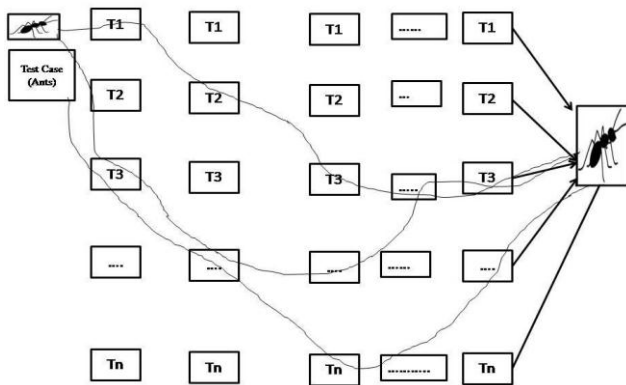 T1 T1 T1 ...... T1
Test Case
(Ants)
T2 T2 T2 ... T2
T3 T3 T3 ..... T3
.... .... .... ...... ....
Tn Tn Tn ........... Tn